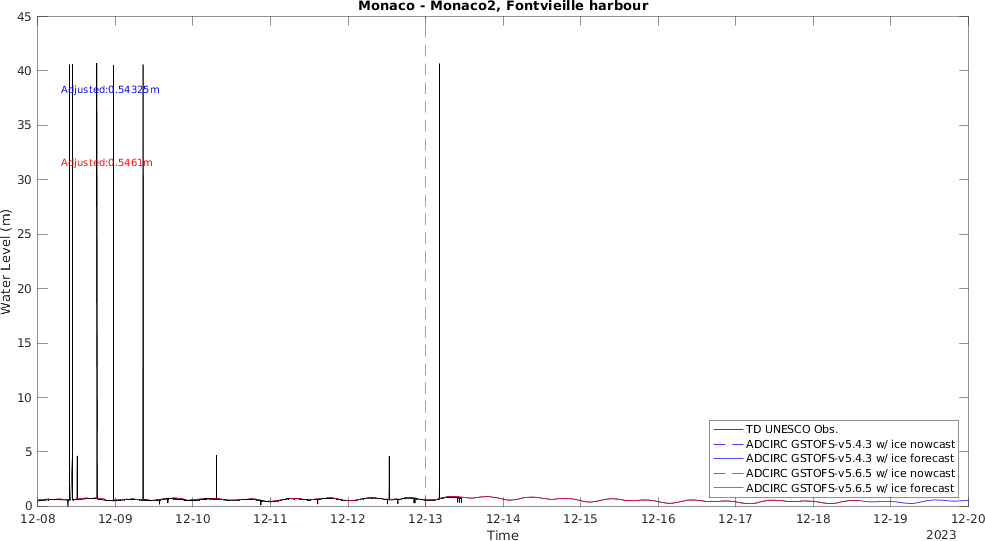 Monaco - Monaco2, Fontvieille harbour
45
40
35
30
25
20
15
10
5
0
Water Level (m)
Adjusted:0.54325m
Adjusted:0.5461m
TD UNESCO Obs.
ADCIRC GSTOFS-v5.4.3 w/ ice nowcast
ADCIRC GSTOFS-v5.4.3 w/ ice forecast
ADCIRC GSTOFS-v5.6.5 w/ ice nowcast
ADCIRC GSTOFS-v5.6.5 w/ ice forecast
12-08 12-09 12-10 12-11 12-12 12-13 12-14 12-15 12-16 12-17 12-18 12-19 12-20
Time
2023